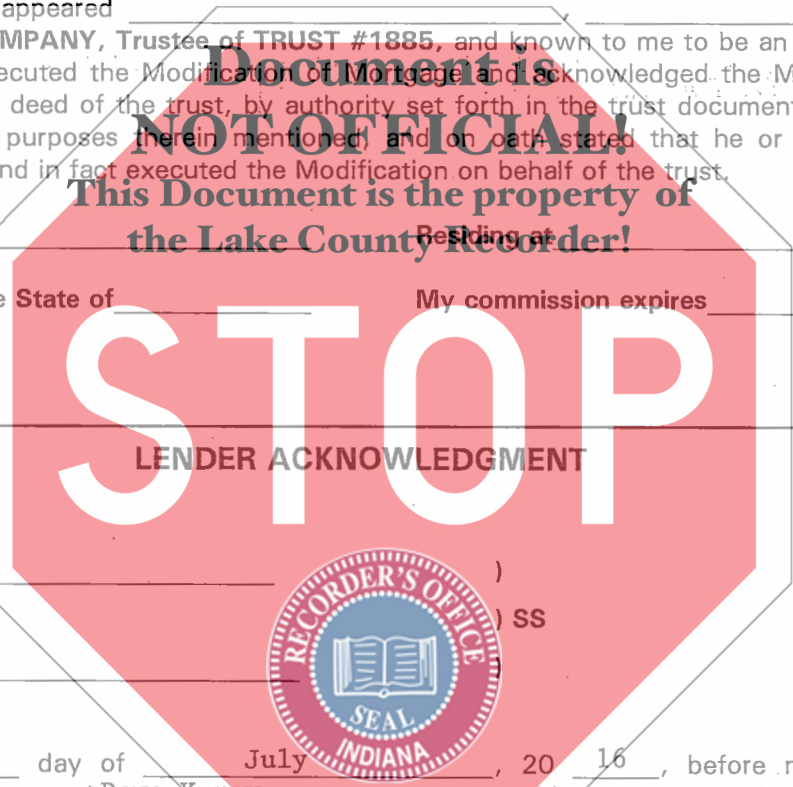 appeared ,
MPANY, Trustee of TRUST #1885, and known to me to be an
Document is
ecuted the Modification of Mortgage and acknowledged the M
deed of the trust, by authority set forth in the trust document
NOT OFFICIAL!
purposes therein mentioned, and on oath stated that he or
nd in fact executed the Modification on behalf of the trust.
This Document is the property of
the Lake County Recorder!
Residing at
e State of My commission expires
STOP
LENDER ACKNOWLEDGMENT
)
) SS
)
RECORDER'S OFFICE
SEAL
INDIANA
day of July , 20 16 , before